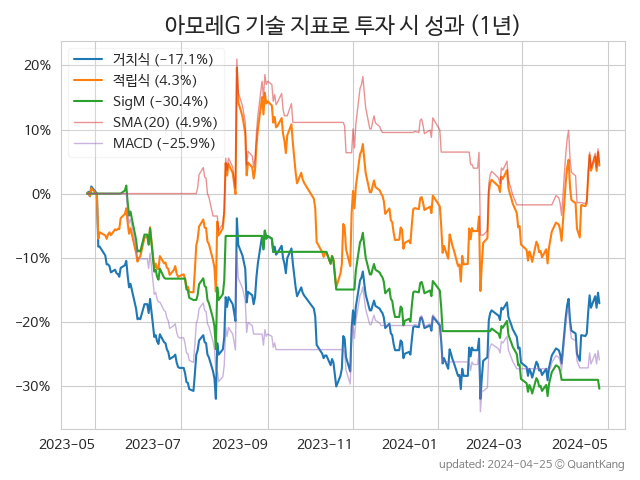 아모레G 기술 지표로 투자 시 성과 (1년)
거치식 (−17.1%)
적립식 (4.3%)
SigM (−30.4%)
SMA(20) (4.9%)
MACD (−25.9%)
20%
10%
0%
−10%
−20%
−30%
2023-05 2023-07 2023-09 2023-11 2024-01 2024-03 2024-05
updated: 2024-04-25 © QuantKang